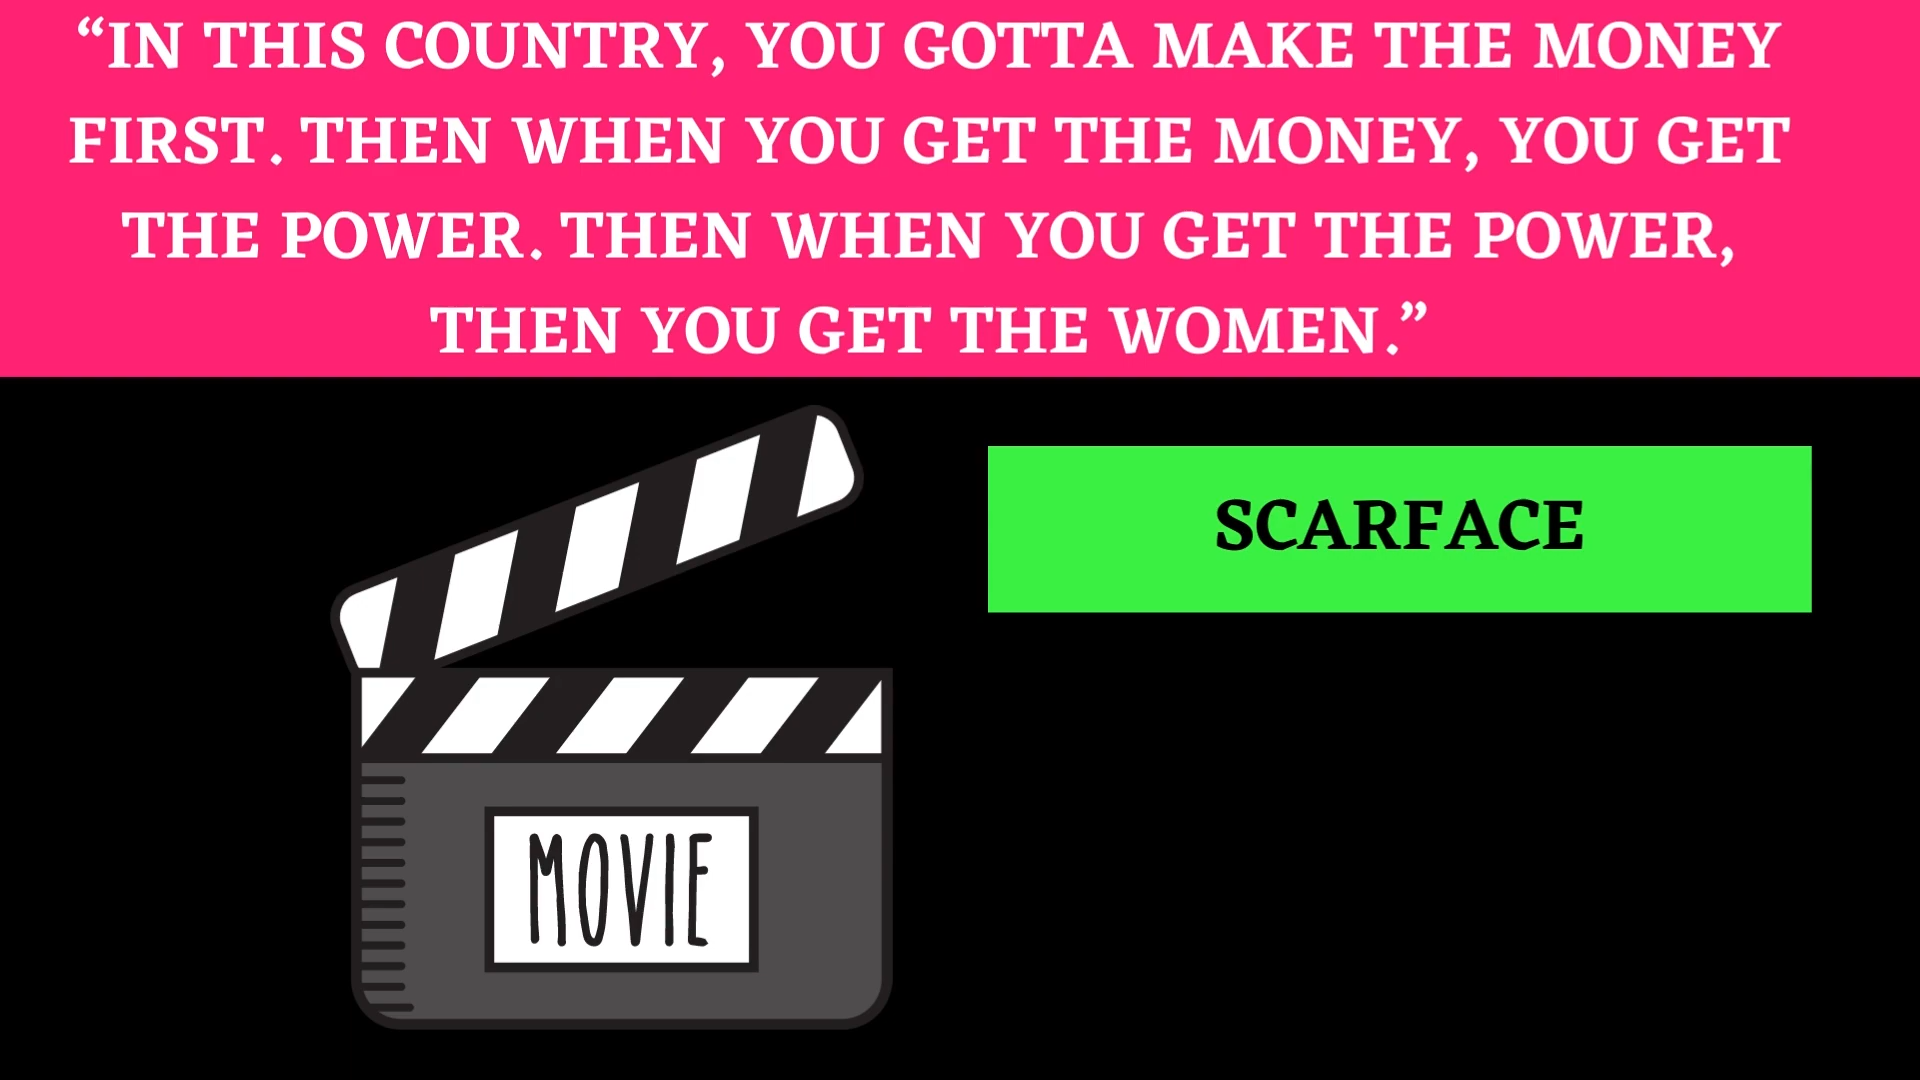 “IN THIS COUNTRY, YOU GOTTA MAKE THE MONEY
FIRST. THEN WHEN YOU GET THE MONEY, YOU GET
THE POWER. THEN WHEN YOU GET THE POWER,
THEN YOU GET THE WOMEN.”
SCARFACE
MOVIE